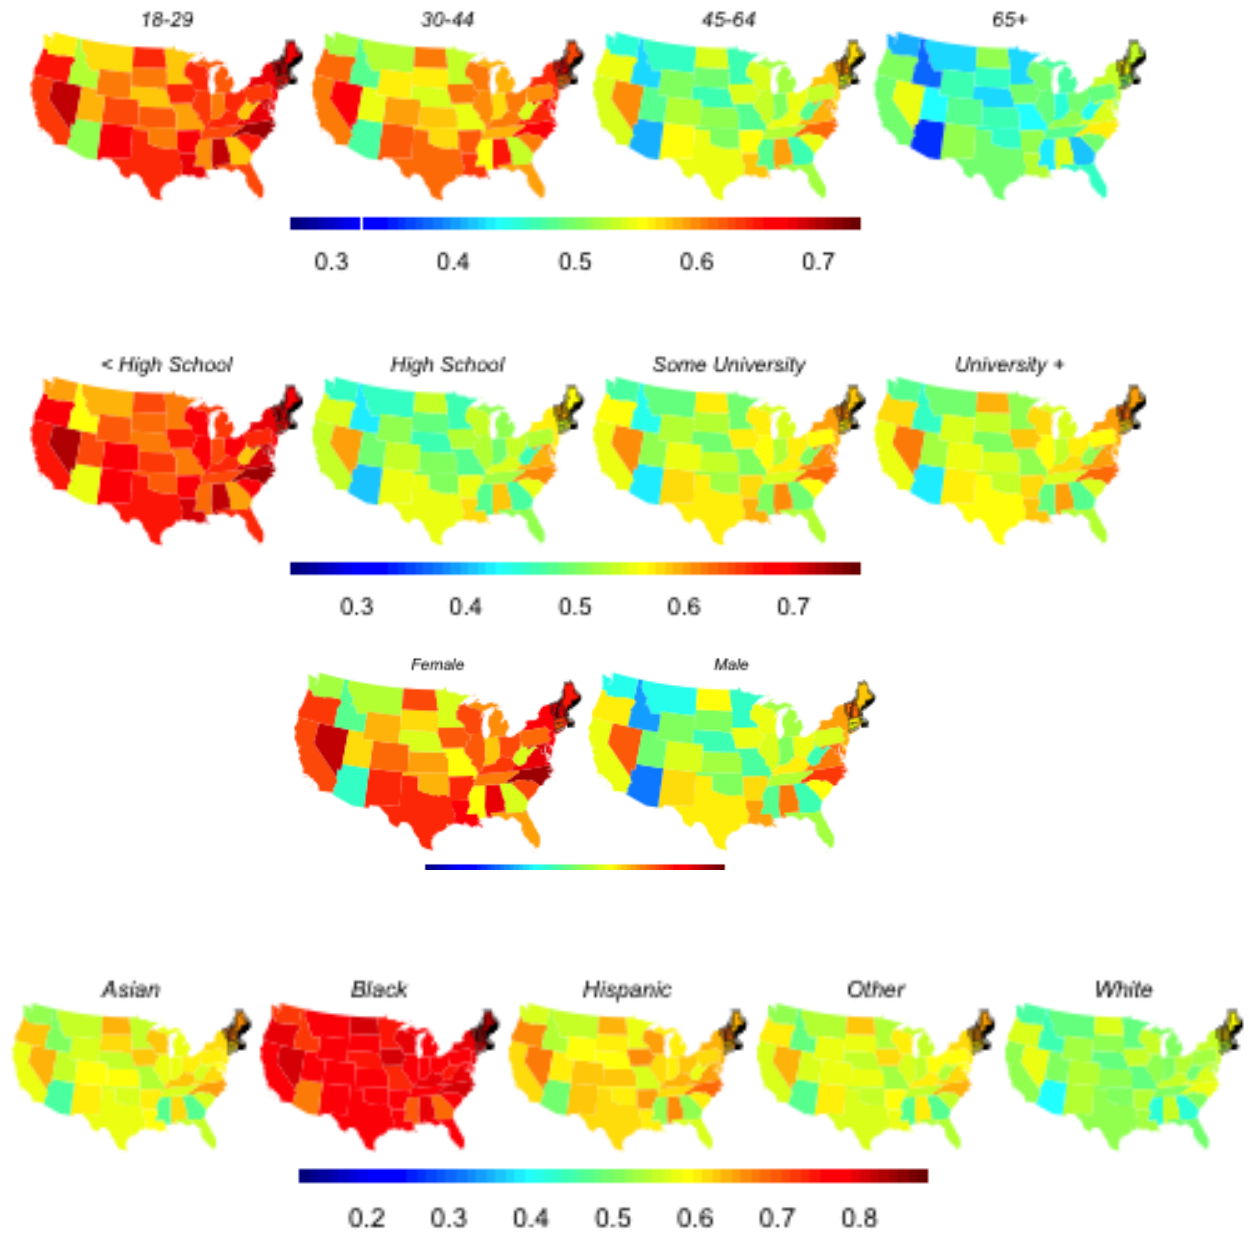 18-29 30-44 45-64 65+
0.3 0.4 0.5 0.6 0.7
< High School High School Some University University +
0.3 0.4 0.5 0.6 0.7
Female Male
Asian Black Hispanic Other White
0.2 0.3 0.4 0.5 0.6 0.7 0.8